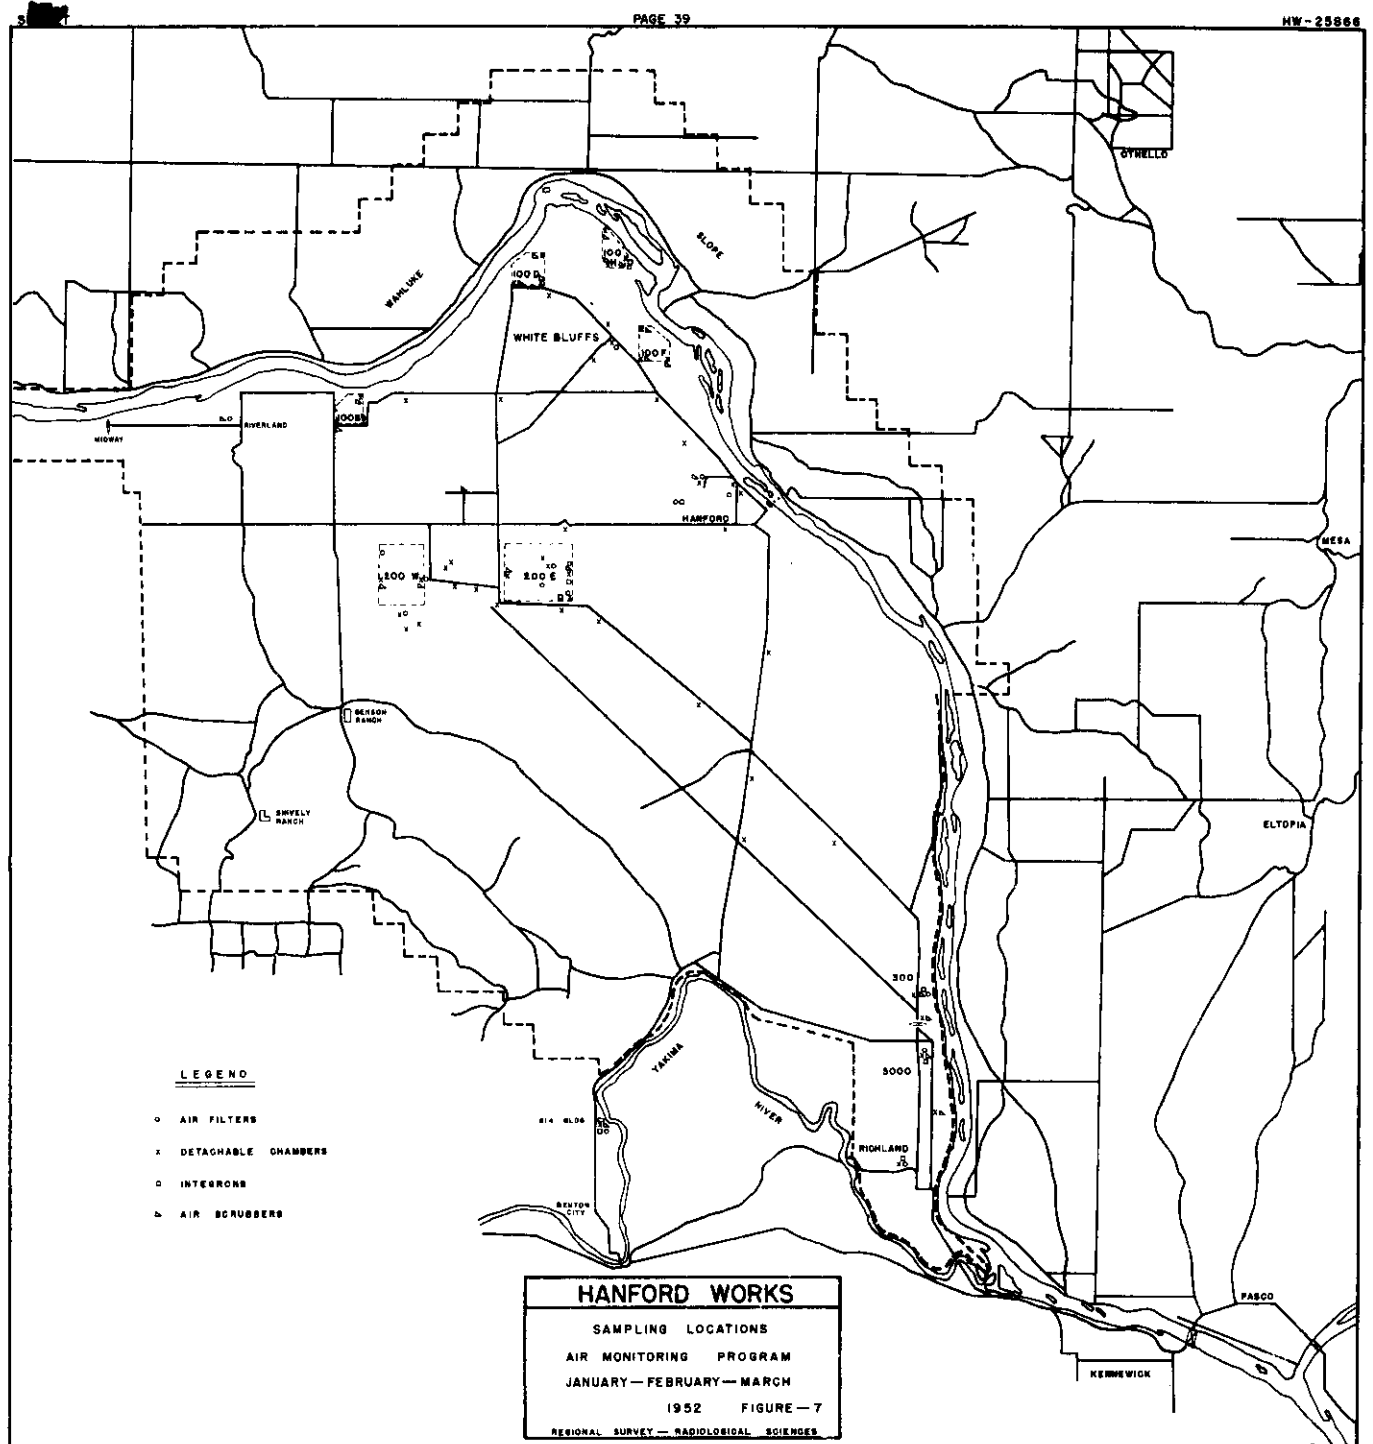 PAGE 39
HW-25866
OTHELLO
SLOPE
WAHLUKE
100 D
100
H
WHITE BLUFFS
100 F
100B
RIVERLAND
MIDWAY
HANFORD
MESA
200 W
200 E
BENSON
RANCH
SNIVELY
RANCH
ELTOPIA
300
YAKIMA
3000
RIVER
614 BLDG
RICHLAND
BENTON
CITY
LEGEND
AIR FILTERS
X DETACHABLE CHAMBERS
INTEGRONS
AIR SCRUBBERS
PASCO
KENNEWICK
HANFORD WORKS
SAMPLING LOCATIONS
AIR MONITORING PROGRAM
JANUARY—FEBRUARY—MARCH
1952 FIGURE—7
REGIONAL SURVEY — RADIOLOGICAL SCIENCES